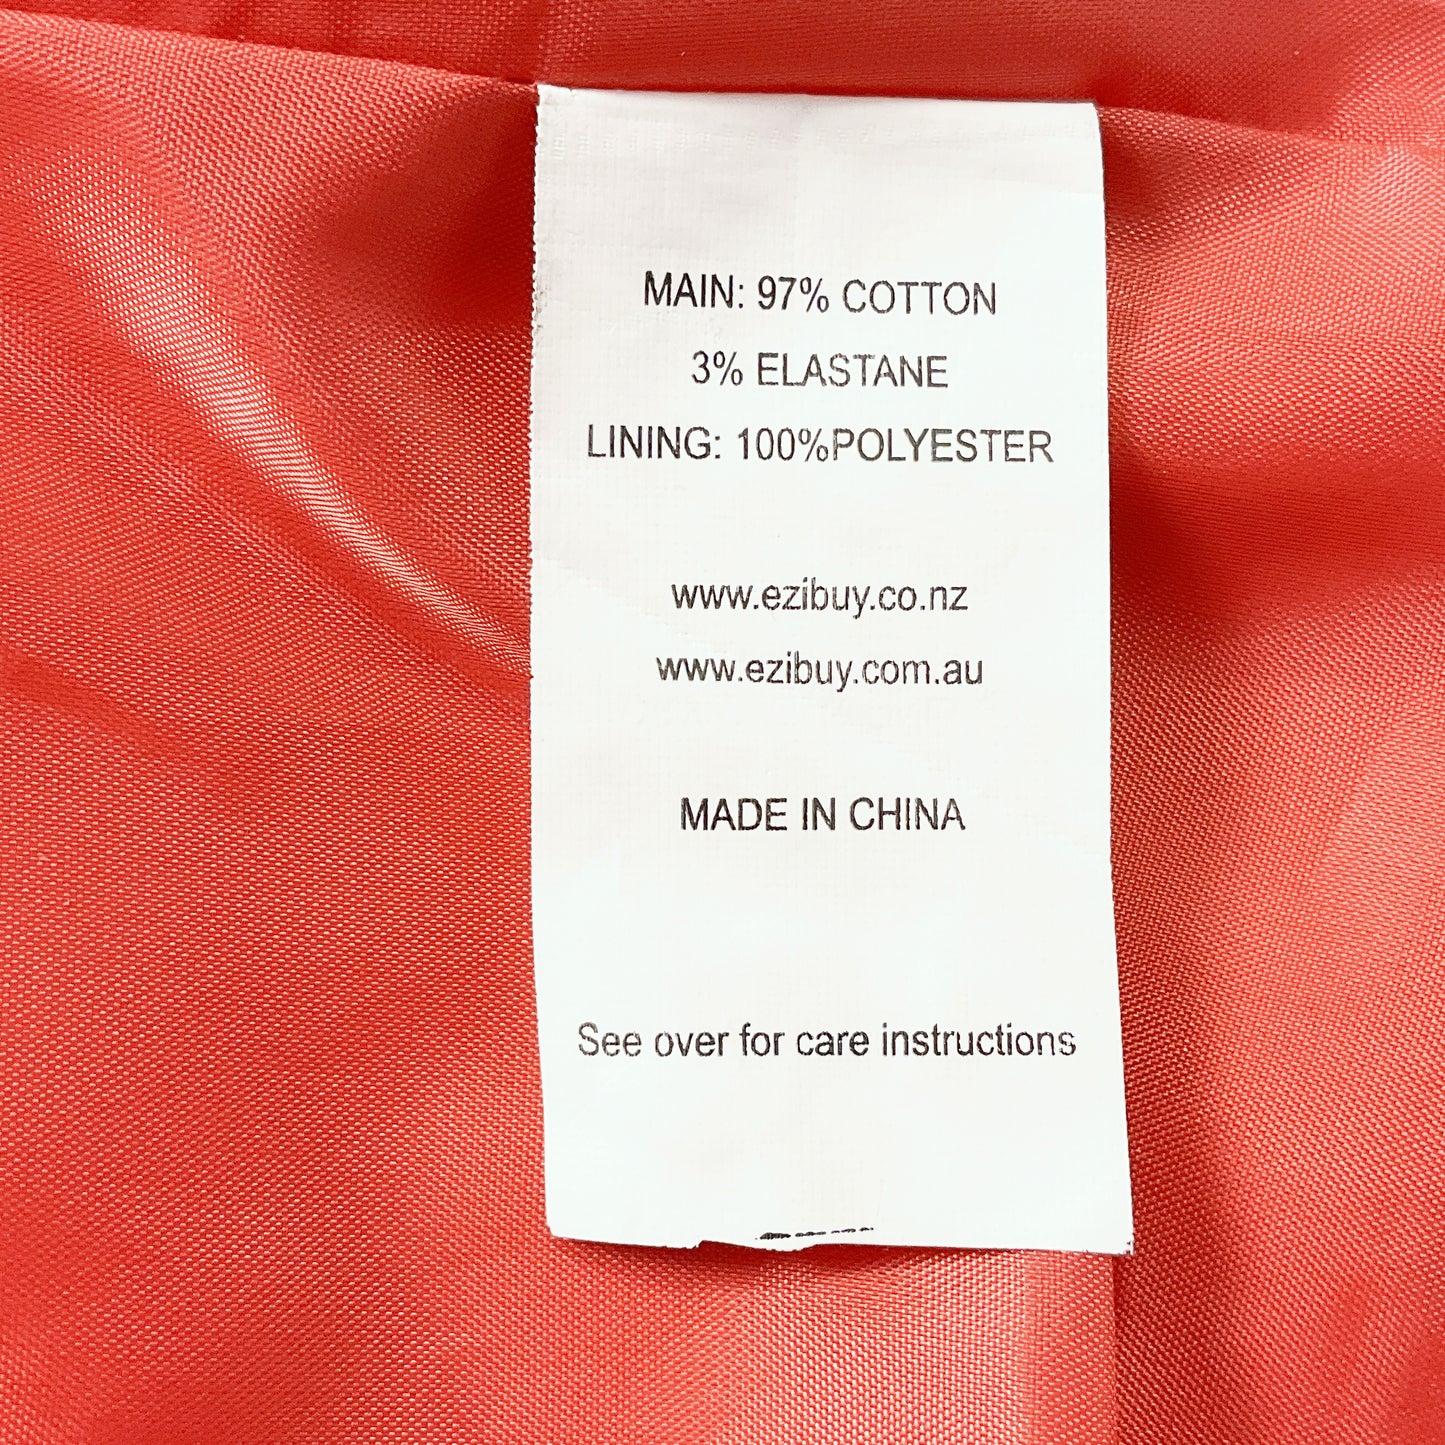 MAIN: 97% COTTON
3% ELASTANE
LINING: 100%POLYESTER
www.ezibuy.co.nz
www.ezibuy.com.au
MADE IN CHINA
See over for care instructions